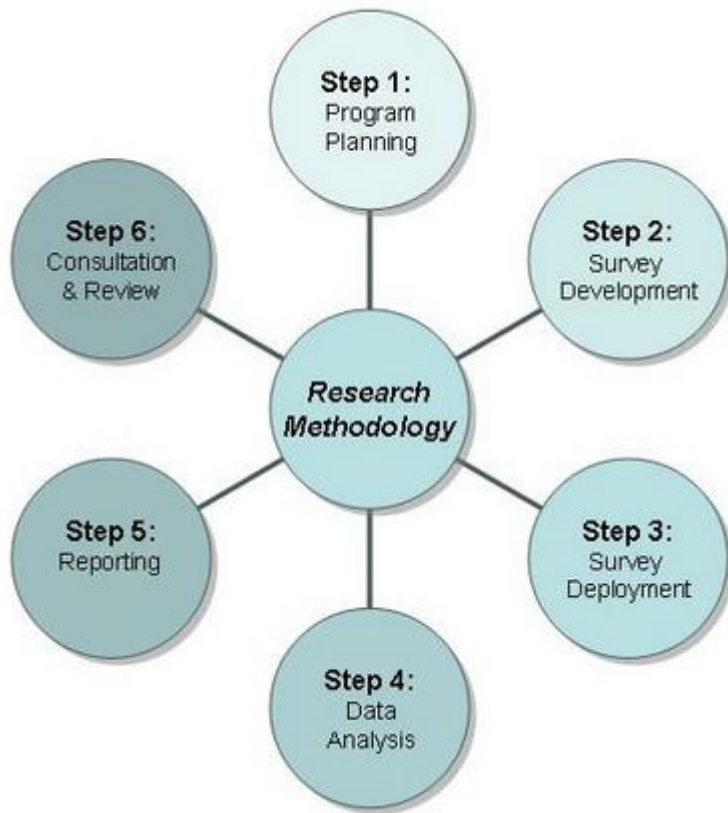 Step 1:
Program
Planning
Step 2:
Survey
Development
Step 3:
Survey
Deployment
Step 4:
Data
Analysis
Step 5:
Reporting
Step 6:
Consultation
& Review
Research
Methodology